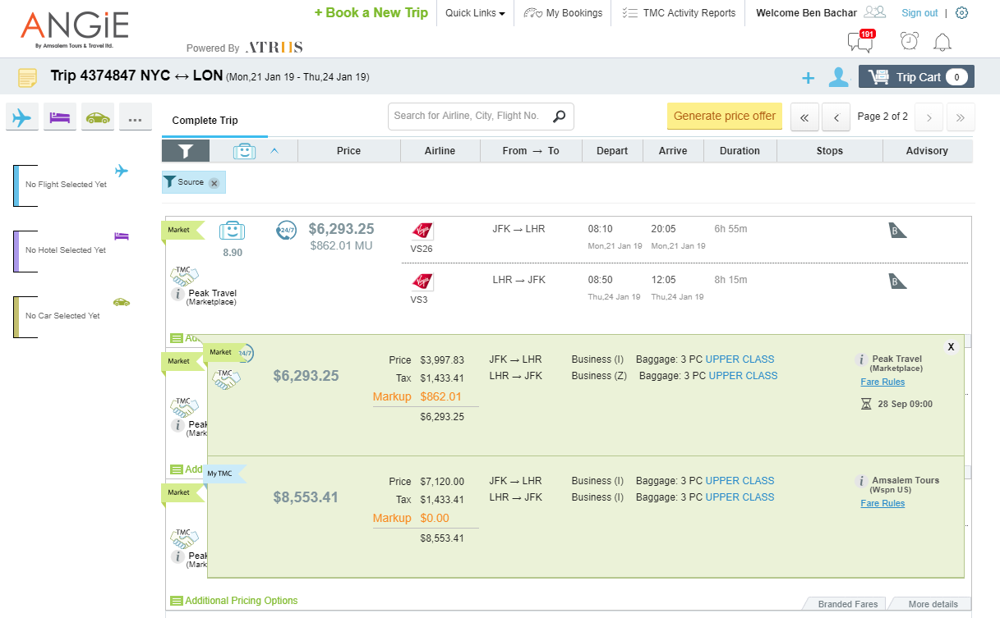 ANGiE
By Amsalem Tours & Travel ltd.
Powered By ATRIIS
+ Book a New Trip
Quick Links
My Bookings
TMC Activity Reports
Welcome Ben Bachar
Sign out |
191
Trip 4374847 NYC ↔ LON (Mon,21 Jan 19 - Thu,24 Jan 19)
+
Trip Cart 0
...
Complete Trip
Search for Airline, City, Flight No.
Generate price offer
« ‹ Page 2 of 2 › »
Price Airline From → To Depart Arrive Duration Stops Advisory
Source x
No Flight Selected Yet
No Hotel Selected Yet
No Car Selected Yet
Market
8.90
24/7
$6,293.25
$862.01 MU
VS26
JFK → LHR
08:10
Mon,21 Jan 19
20:05
Mon,21 Jan 19
6h 55m
B
TMC
i Peak Travel
(Marketplace)
VS3
LHR → JFK
08:50
Thu,24 Jan 19
12:05
Thu,24 Jan 19
8h 15m
B
Market
TMC
i Peak
(Mark
Add
Market
TMC
i Peak
(Mark
Additional Pricing Options
Branded Fares
More details
X
Market
24/7
TMC
$6,293.25
Price $3,997.83
Tax $1,433.41
Markup $862.01
$6,293.25
JFK → LHR Business (I) Baggage: 3 PC UPPER CLASS
LHR → JFK Business (Z) Baggage: 3 PC UPPER CLASS
i Peak Travel
(Marketplace)
Fare Rules
28 Sep 09:00
My TMC
$8,553.41
Price $7,120.00
Tax $1,433.41
Markup $0.00
$8,553.41
JFK → LHR Business (I) Baggage: 3 PC UPPER CLASS
LHR → JFK Business (I) Baggage: 3 PC UPPER CLASS
i Amsalem Tours
(Wspn US)
Fare Rules